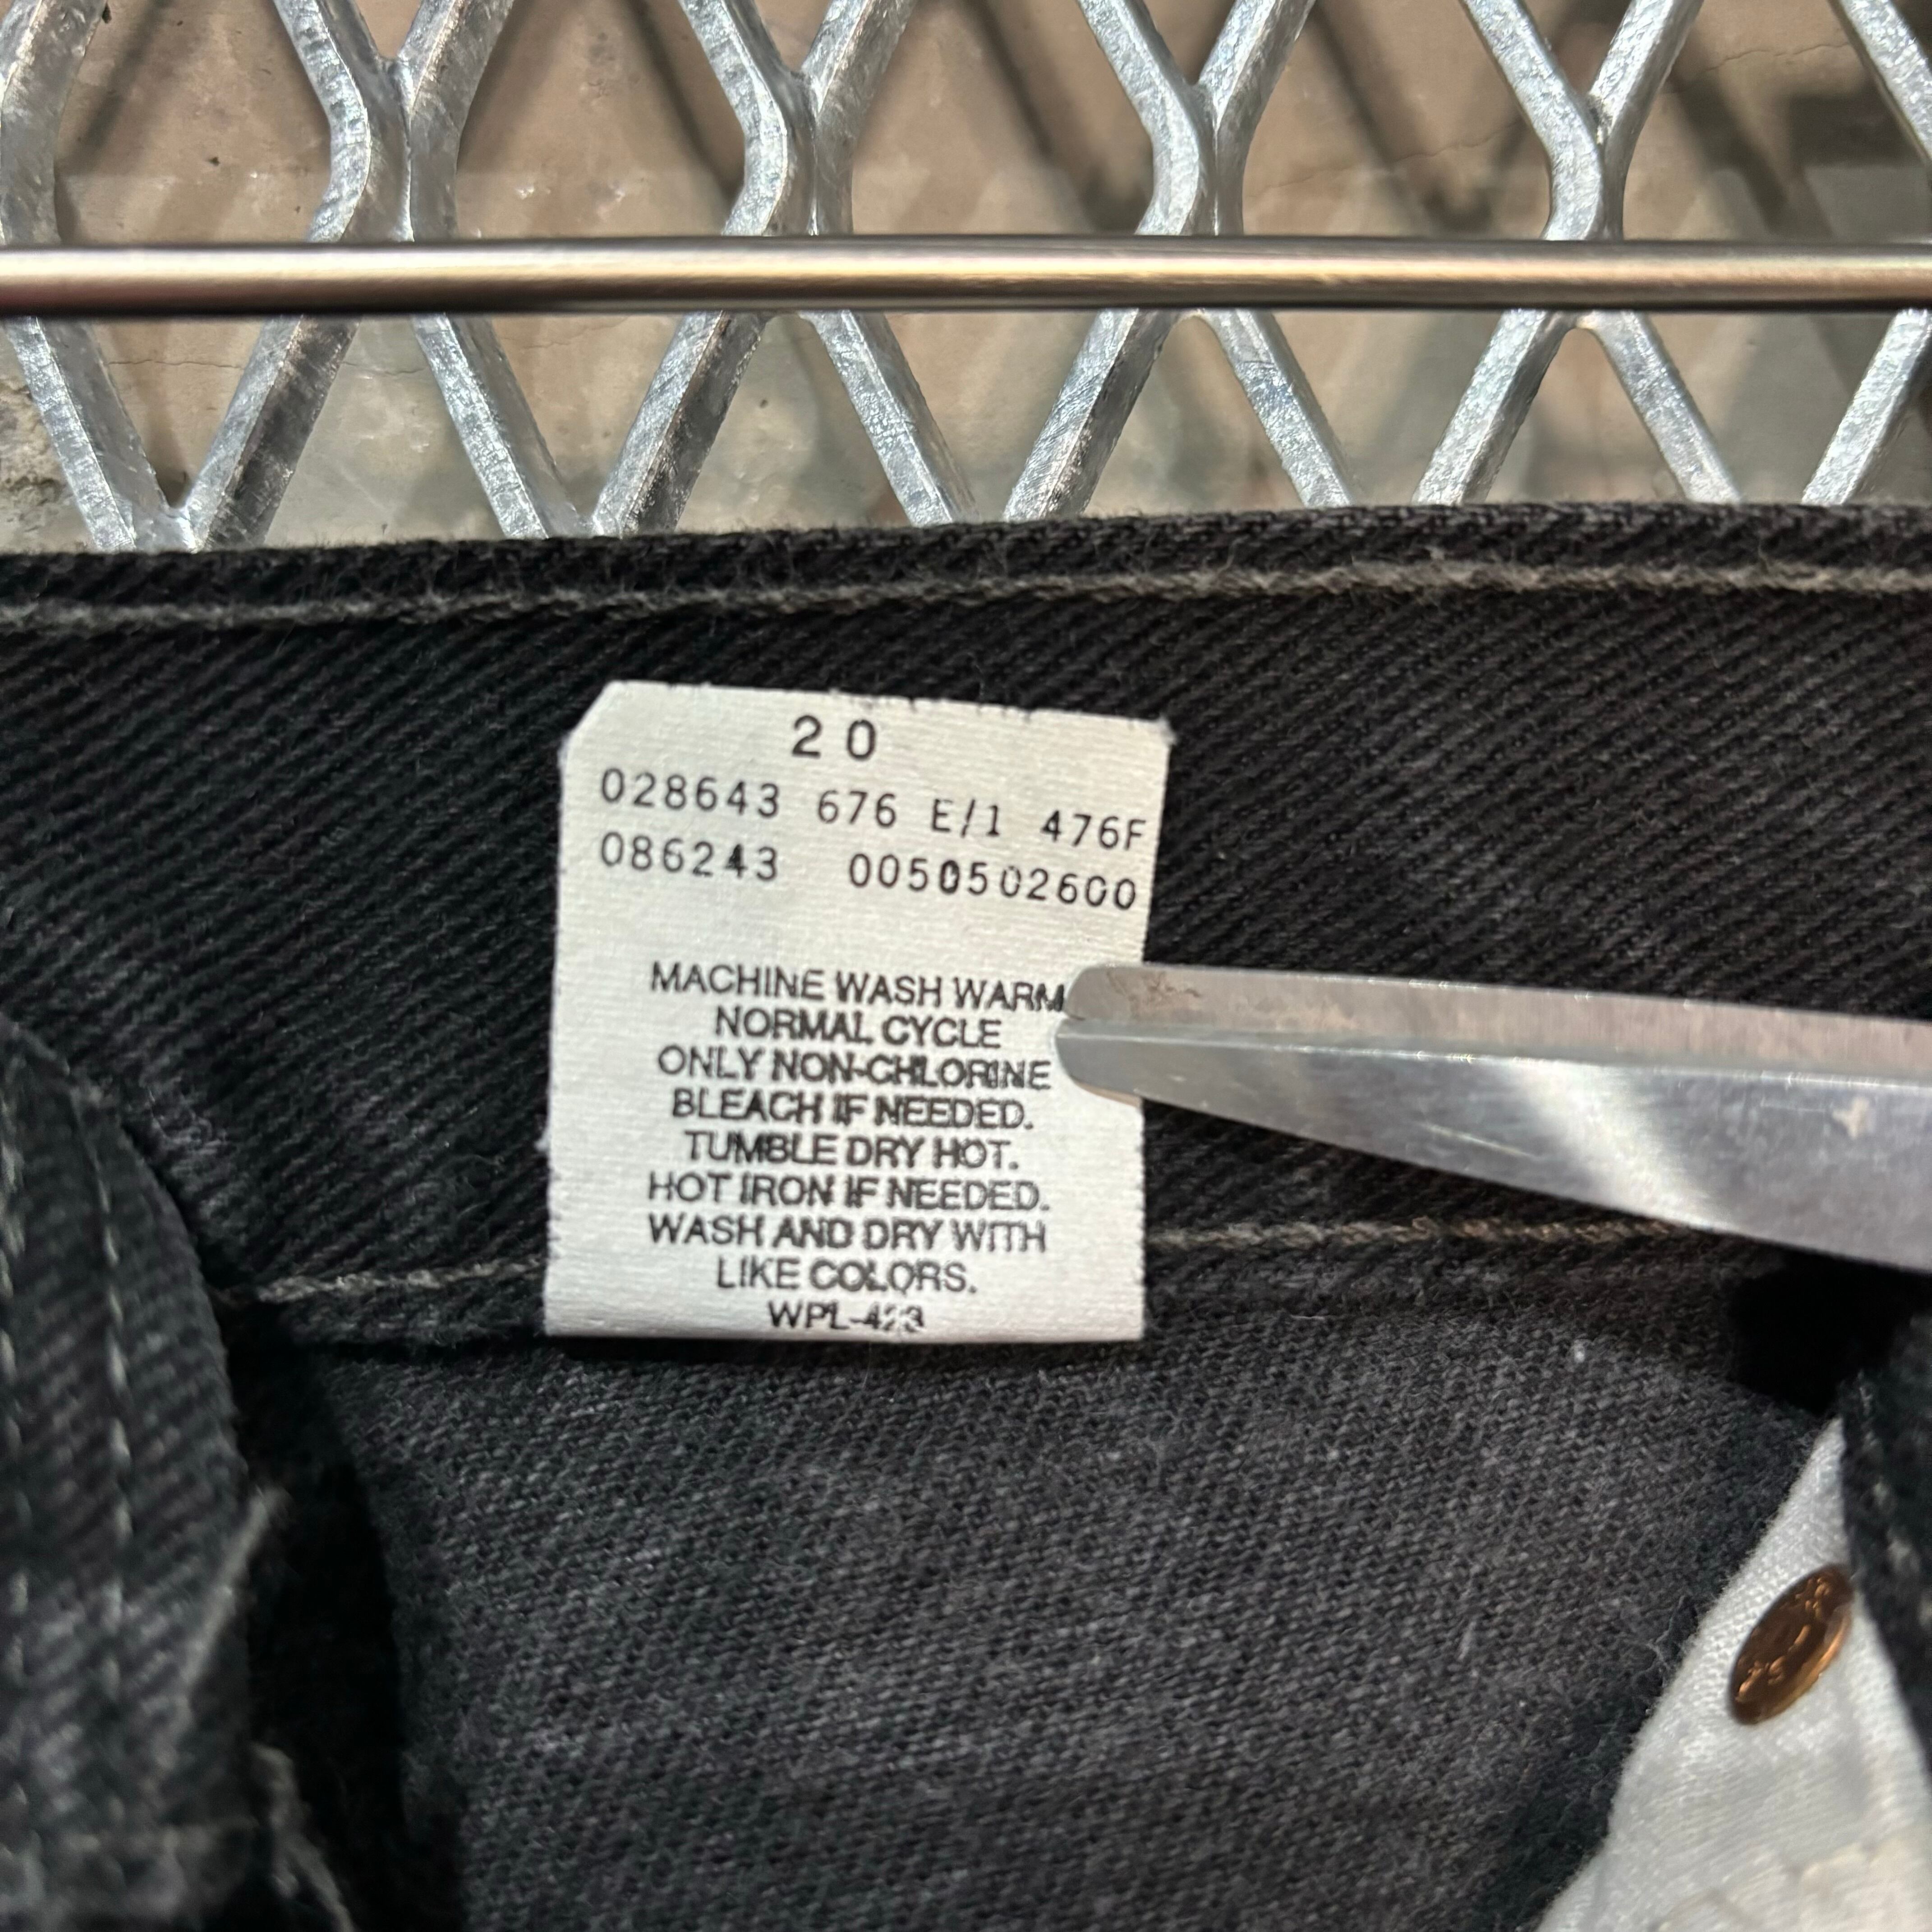 20
028643 676 E/1 476F
086243 0050502600
MACHINE WASH WARM
NORMAL CYCLE
ONLY NON-CHLORINE
BLEACH IF NEEDED.
TUMBLE DRY HOT.
HOT IRON IF NEEDED.
WASH AND DRY WITH
LIKE COLORS.
WPL-423